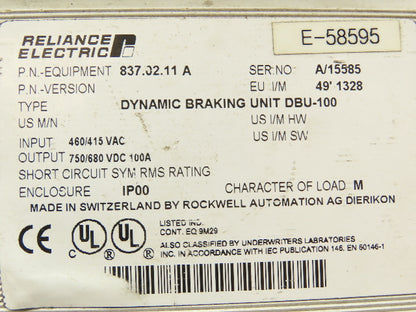 RELIANCE
ELECTRIC
E-58595
P.N.-EQUIPMENT 837.02.11 A SER.NO A/15585
P.N.-VERSION EU I/M 49' 1328
TYPE DYNAMIC BRAKING UNIT DBU-100
US M/N US I/M HW
US I/M SW
INPUT 460/415 VAC
OUTPUT 750/680 VDC 100A
SHORT CIRCUIT SYM RMS RATING
ENCLOSURE IP00 CHARACTER OF LOAD M
MADE IN SWITZERLAND BY ROCKWELL AUTOMATION AG DIERIKON
CE C UL ® UL ® LISTED IND.
CONT. EQ 9M29
ALSO CLASSIFIED BY UNDERWRITERS LABRATORIES
INC. IN ACCORDANCE WITH IEC PUBLICATION 146, EN 60146-1